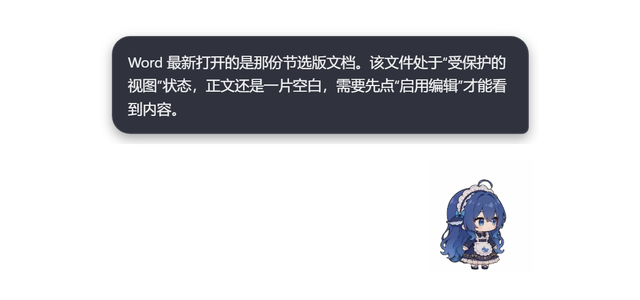 Word 最新打开的是那份节选版文档。该文件处于“受保护的
视图”状态，正文还是一片空白，需要先点“启用编辑”才能看
到内容。